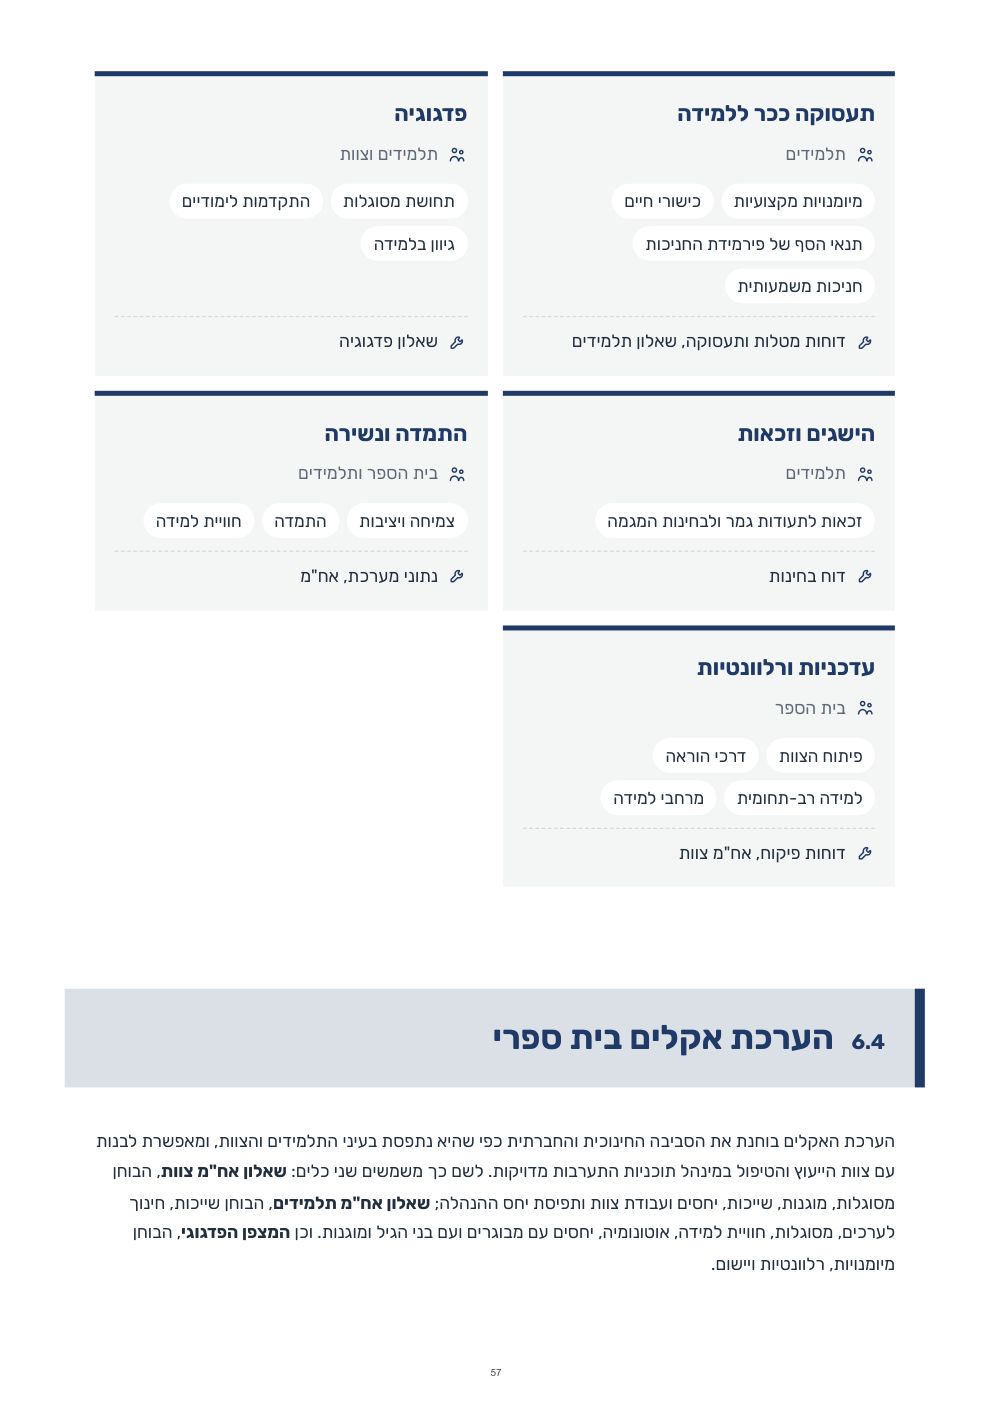 תעסוקה ככר ללמידה
תלמידים
מיומנויות מקצועיות
כישורי חיים
תנאי הסף של פירמידת החניכות
חניכות משמעותית
דוחות מטלות ותעסוקה, שאלון תלמידים
פדגוגיה
תלמידים וצוות
תחושת מסוגלות
התקדמות לימודיים
גיוון בלמידה
שאלון פדגוגיה
הישגים וזכאות
תלמידים
זכאות לתעודות גמר ולבחינות המגמה
דוח בחינות
התמדה ונשירה
בית הספר ותלמידים
צמיחה ויציבות
התמדה
חוויית למידה
נתוני מערכת, אח"מ
עדכניות ורלוונטיות
בית הספר
פיתוח הצוות
דרכי הוראה
למידה רב-תחומית
מרחבי למידה
דוחות פיקוח, אח"מ צוות
6.4 הערכת אקלים בית ספרי
הערכת האקלים בוחנת את הסביבה החינוכית והחברתית כפי שהיא נתפסת בעיני התלמידים והצוות, ומאפשרת לבנות
עם צוות הייעוץ והטיפול במינהל תוכניות התערבות מדויקות. לשם כך משמשים שני כלים: שאלון אח"מ צוות, הבוחן
מסוגלות, מוגנות, שייכות, יחסים ועבודת צוות ותפיסת יחס ההנהלה; שאלון אח"מ תלמידים, הבוחן שייכות, חינוך
לערכים, מסוגלות, חוויית למידה, אוטונומיה, יחסים עם מבוגרים ועם בני הגיל ומוגנות. וכן המצפן הפדגוגי, הבוחן
מיומנויות, רלוונטיות ויישום.
57